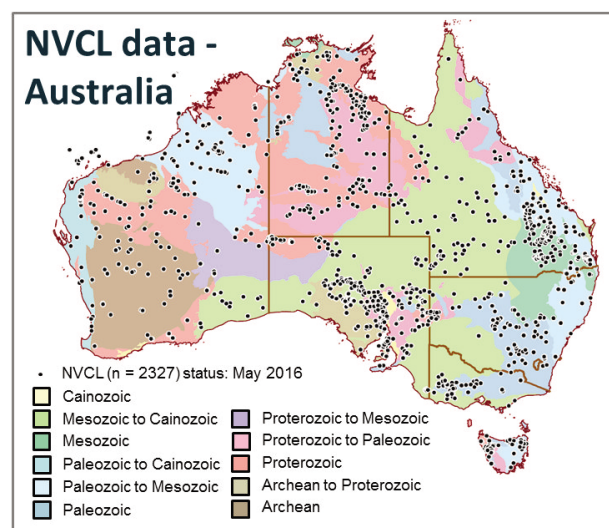 NVCL data -
Australia
NVCL (n = 2327) status: May 2016
Cainozoic
Mesozoic to Cainozoic
Mesozoic
Paleozoic to Cainozoic
Paleozoic to Mesozoic
Paleozoic
Proterozoic to Mesozoic
Proterozoic to Paleozoic
Proterozoic
Archean to Proterozoic
Archean